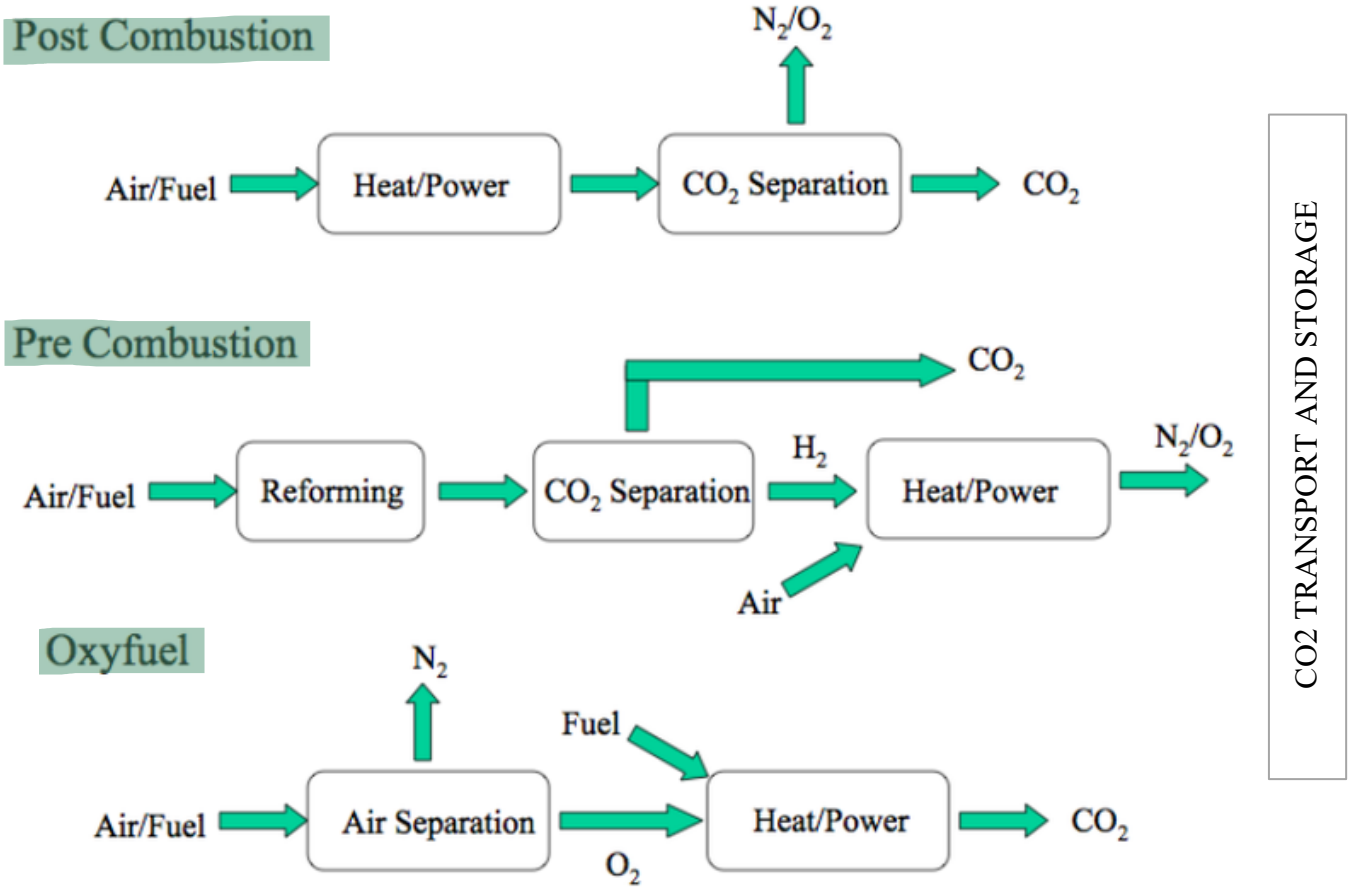 Post Combustion
N₂/O₂
Air/Fuel
Heat/Power
CO₂ Separation
CO₂
Pre Combustion
CO₂
Air/Fuel
Reforming
CO₂ Separation
H₂
Heat/Power
N₂/O₂
Air
Oxyfuel
N₂
Fuel
Air/Fuel
Air Separation
O₂
Heat/Power
CO₂
CO2 TRANSPORT AND STORAGE